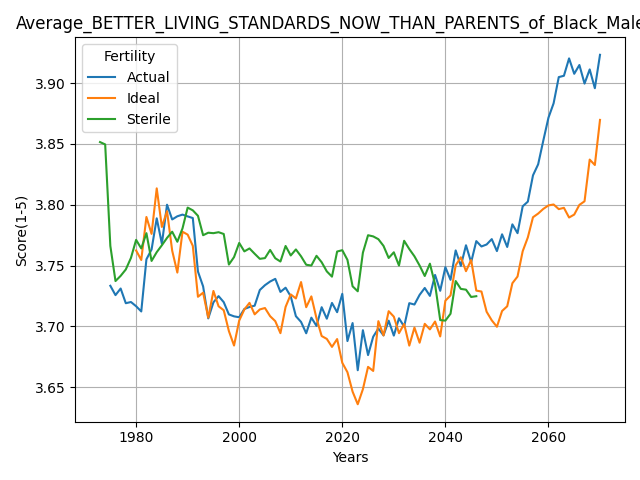 Average_BETTER_LIVING_STANDARDS_NOW_THAN_PARENTS_of_Black_Male
Fertility
Actual
Ideal
Sterile
Score(1-5)
3.90
3.85
3.80
3.75
3.70
3.65
1980 2000 2020 2040 2060
Years